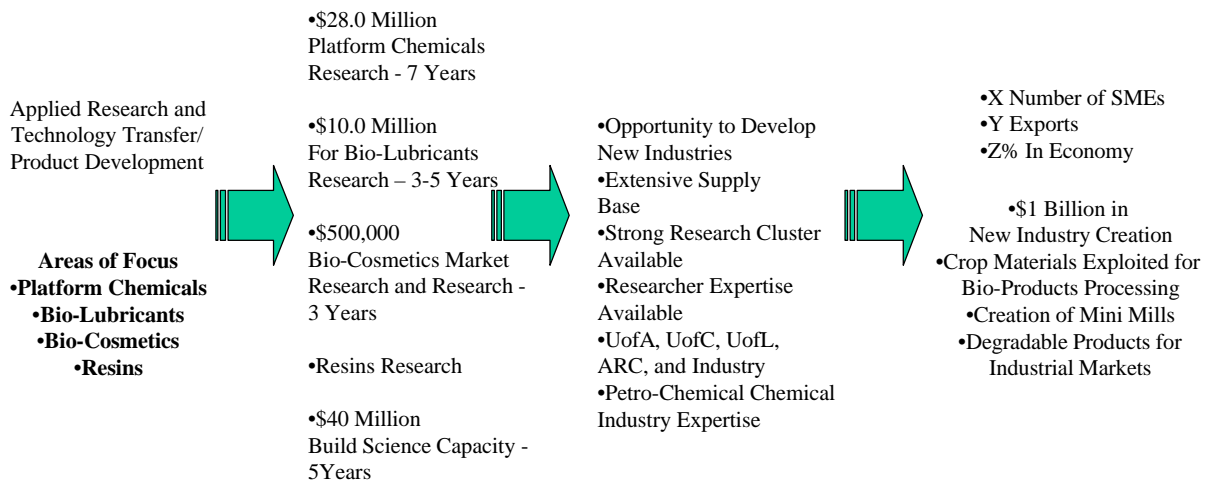 Applied Research and
Technology Transfer/
Product Development
Areas of Focus
•Platform Chemicals
•Bio-Lubricants
•Bio-Cosmetics
•Resins
•$28.0 Million
Platform Chemicals
Research - 7 Years
•$10.0 Million
For Bio-Lubricants
Research – 3-5 Years
•$500,000
Bio-Cosmetics Market
Research and Research -
3 Years
•Resins Research
•$40 Million
Build Science Capacity -
5Years
•Opportunity to Develop
New Industries
•Extensive Supply
Base
•Strong Research Cluster
Available
•Researcher Expertise
Available
•UofA, UofC, UofL,
ARC, and Industry
•Petro-Chemical Chemical
Industry Expertise
•X Number of SMEs
•Y Exports
•Z% In Economy
•$1 Billion in
New Industry Creation
•Crop Materials Exploited for
Bio-Products Processing
•Creation of Mini Mills
•Degradable Products for
Industrial Markets